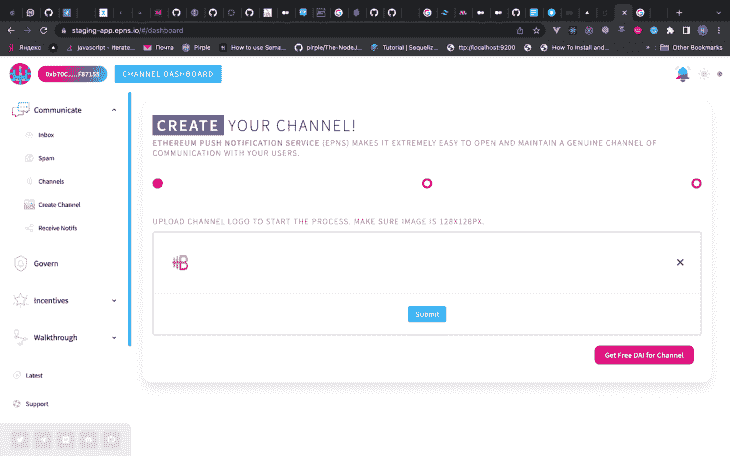 staging-app.epns.io/#/dashboard
Яндекс
javascript - Iterate...
Почта
Pirple
How to use Sema...
pirple/The-NodeJ...
Tutorial | Sequeliz...
ttp://localhost:9200
How To Install and...
»
Other Bookmarks
CHANNEL DASHBOARD
Communicate
Inbox
Spam
Channels
Create Channel
Receive Notifs
Govern
Incentives
Walkthrough
Latest
Support
CREATE YOUR CHANNEL!
ETHEREUM PUSH NOTIFICATION SERVICE (EPNS) MAKES IT EXTREMELY EASY TO OPEN AND MAINTAIN A GENUINE CHANNEL OF
COMMUNICATION WITH YOUR USERS.
UPLOAD CHANNEL LOGO TO START THE PROCESS. MAKE SURE IMAGE IS 128X128PX.
Submit
Get Free DAI for Channel